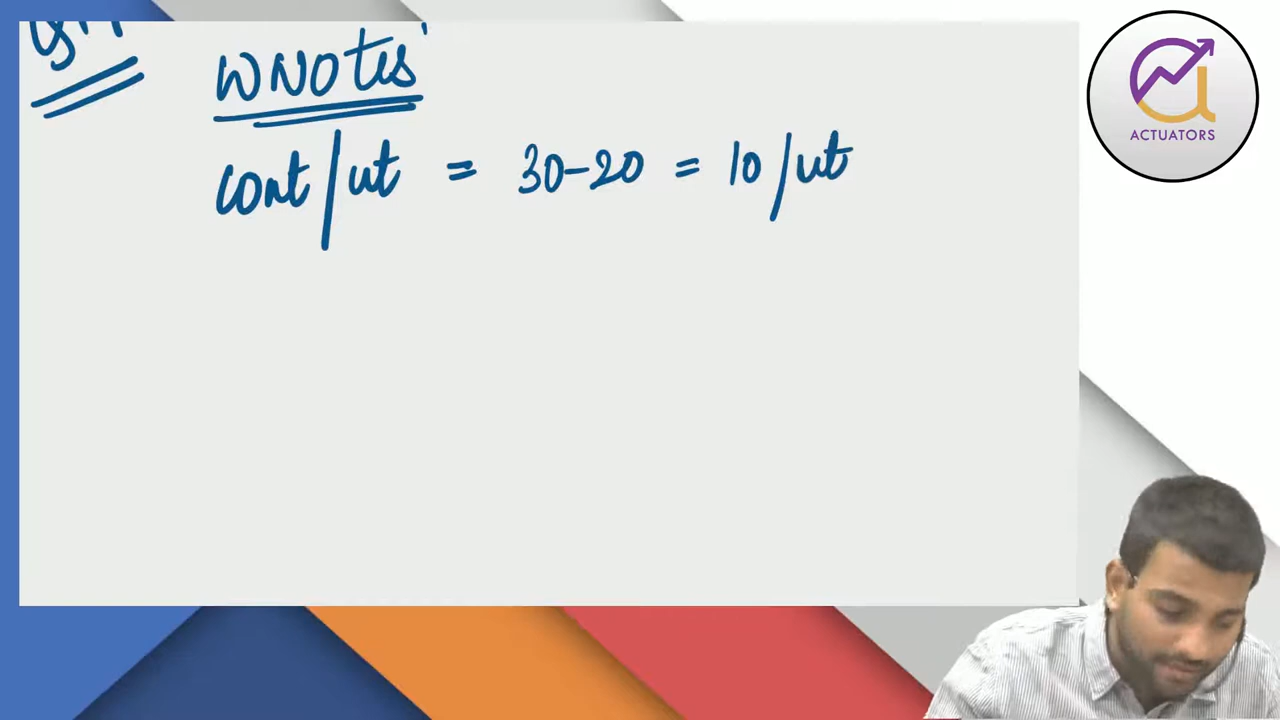 WNOTES
cont/ut = 30-20 = 10/ut
ACTUATORS